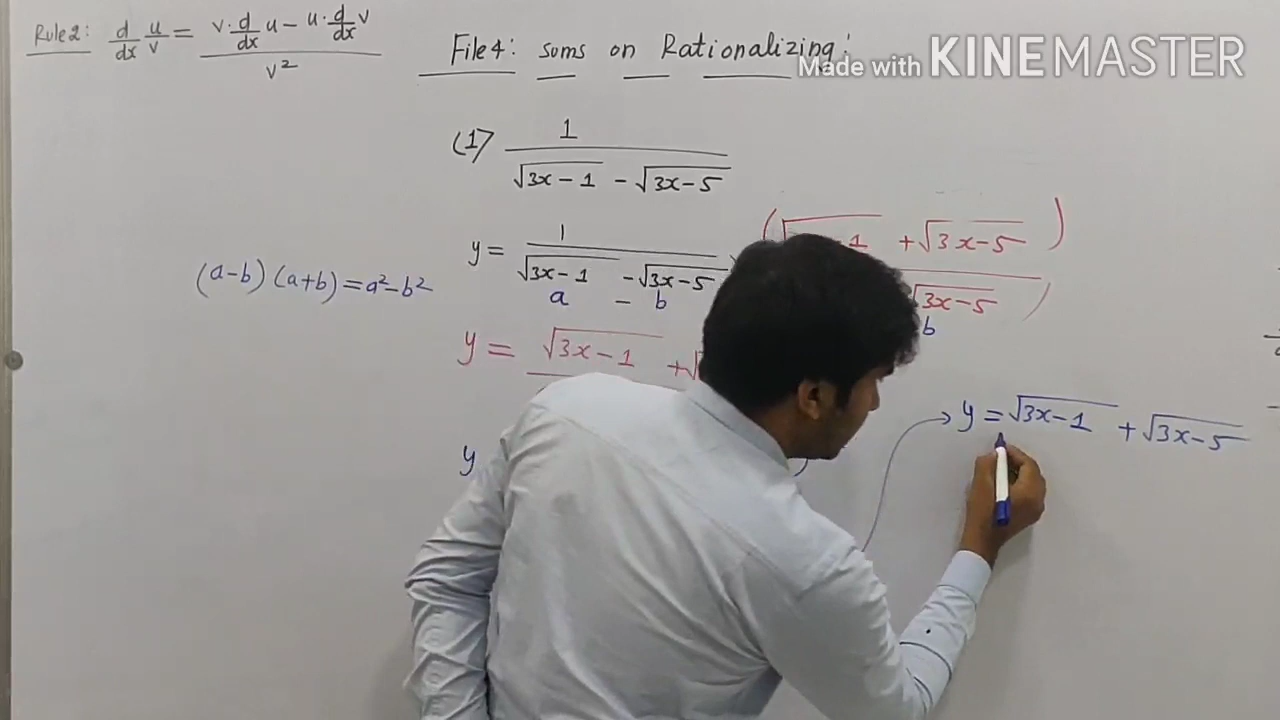 Rule 2: d/dx u/v = v·d/dx u − u·d/dx v / v²
File 4: sums on Rationalizing:
Made with KINEMASTER
(1) 1 / √3x−1 − √3x−5
y = 1 / √3x−1 − √3x−5
( −1 + √3x−5 )
√3x−5 )
a − b
b
(a−b) (a+b) = a²−b²
y = √3x−1 + √
y
y = √3x−1 + √3x−5